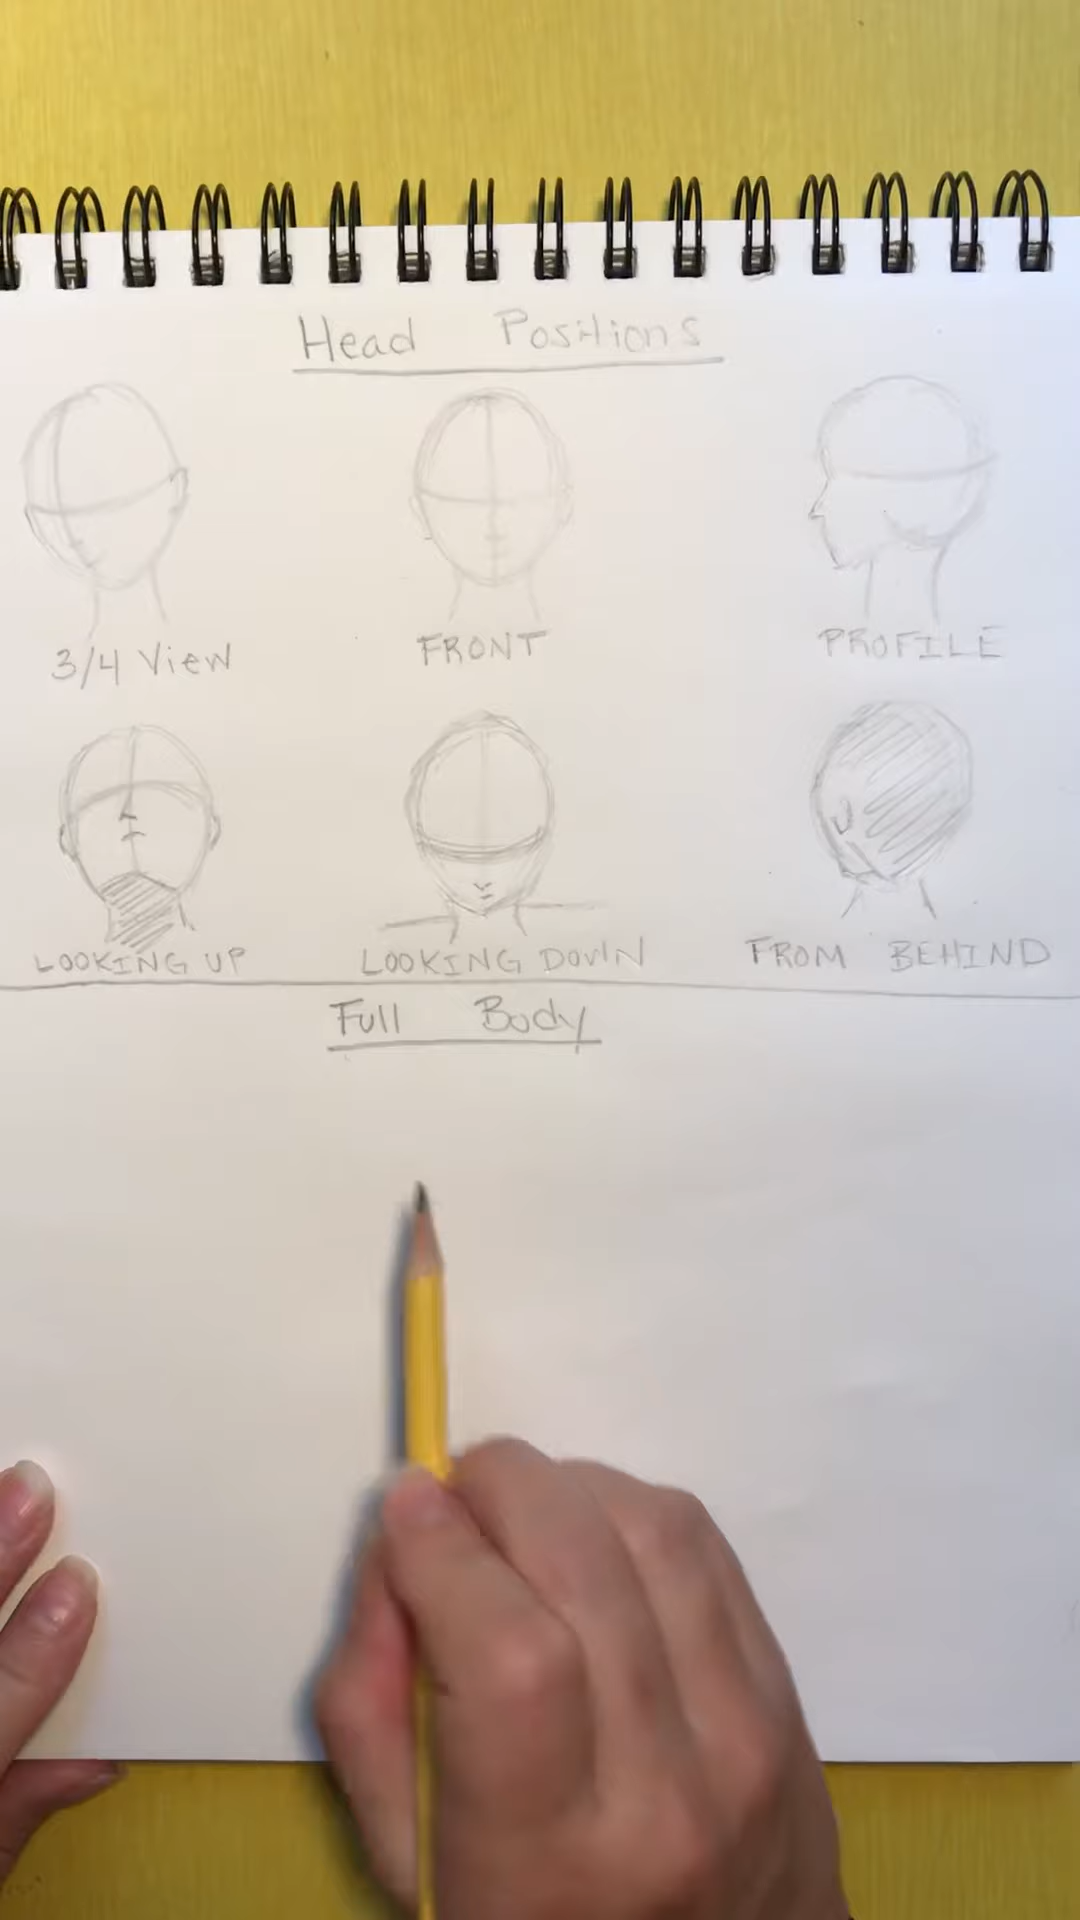 Head Positions
3/4 View
FRONT
PROFILE
LOOKING UP
LOOKING DOWN
FROM BEHIND
Full Body